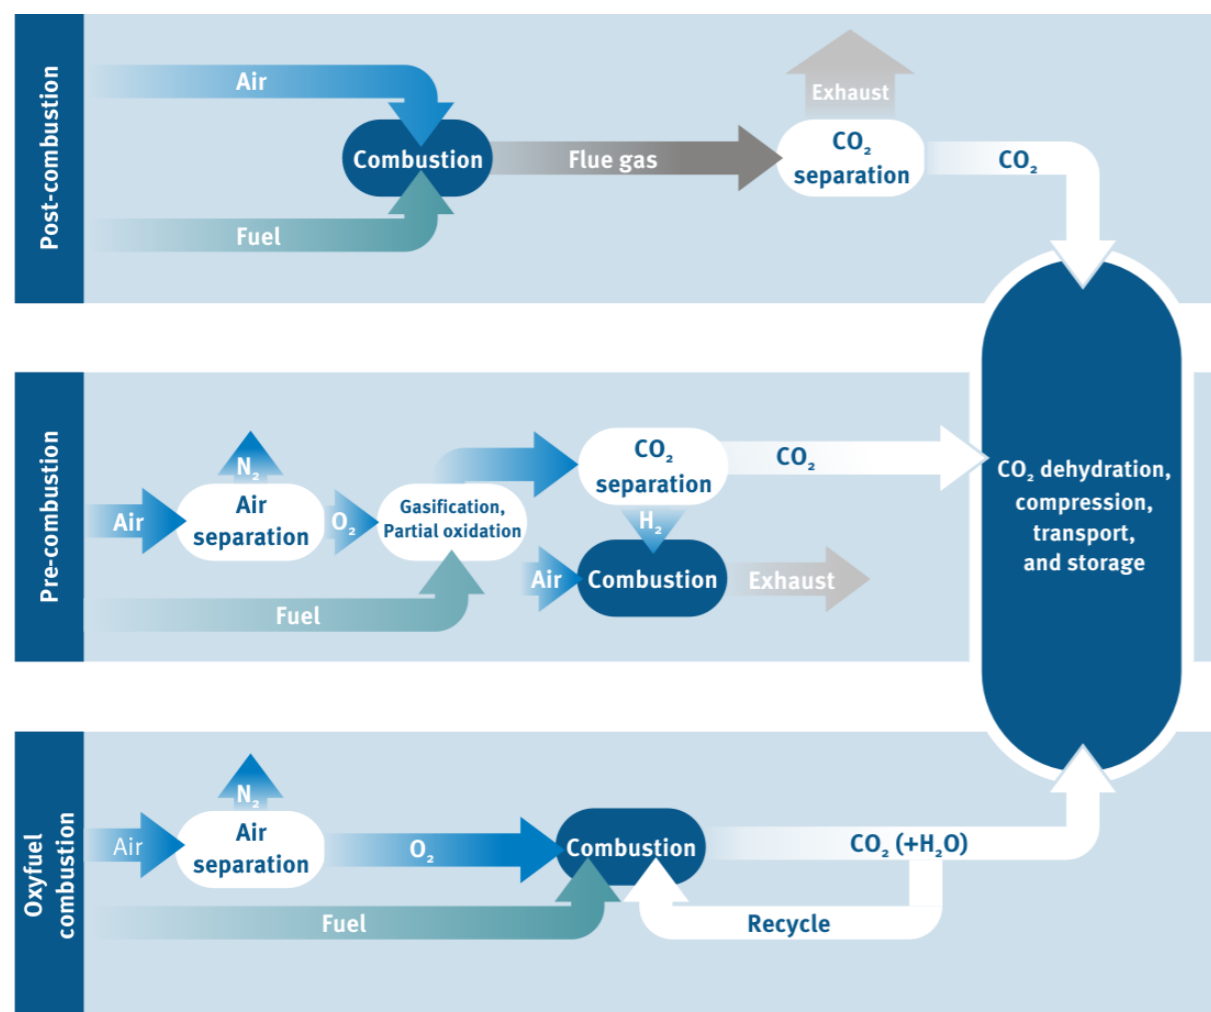 Post-combustion
Air
Exhaust
Combustion
Flue gas
CO₂
separation
CO₂
Fuel
Pre-combustion
N₂
CO₂
separation
CO₂
Air
Air
separation
O₂
Gasification,
Partial oxidation
H₂
Air
Combustion
Exhaust
Fuel
CO₂ dehydration,
compression,
transport,
and storage
Oxyfuel
combustion
N₂
Air
Air
separation
O₂
Combustion
CO₂ (+H₂O)
Fuel
Recycle